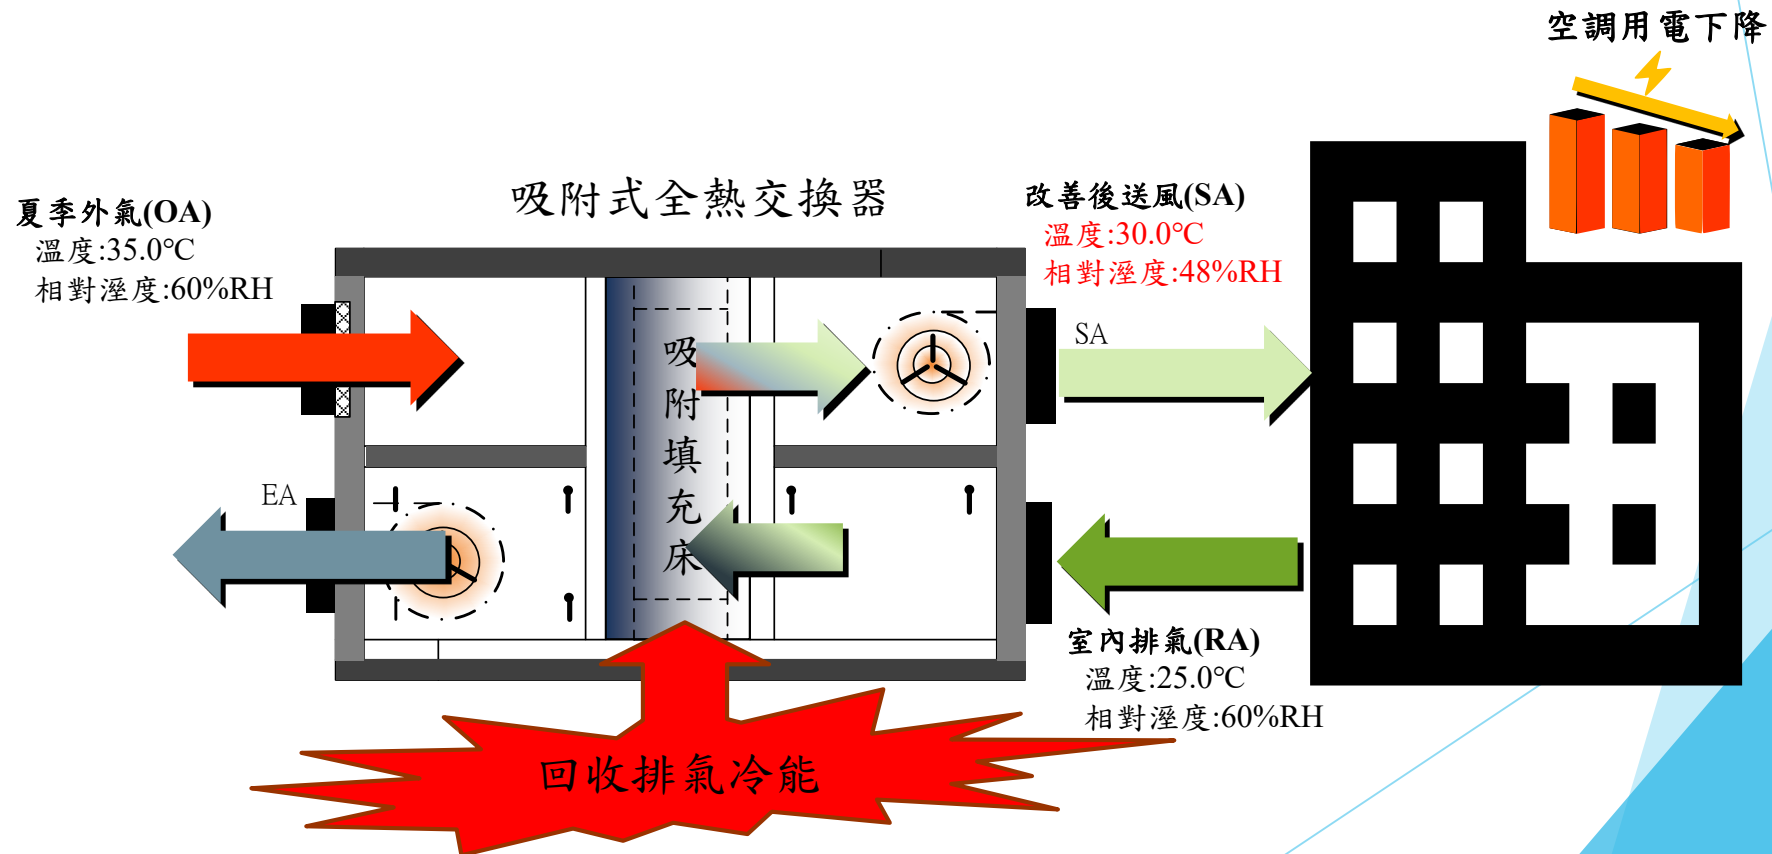 空調用電下降
吸附式全熱交換器
夏季外氣(OA)
溫度:35.0°C
相對溼度:60%RH
改善後送風(SA)
溫度:30.0°C
相對溼度:48%RH
SA
吸附填充床
EA
室內排氣(RA)
溫度:25.0°C
相對溼度:60%RH
回收排氣冷能